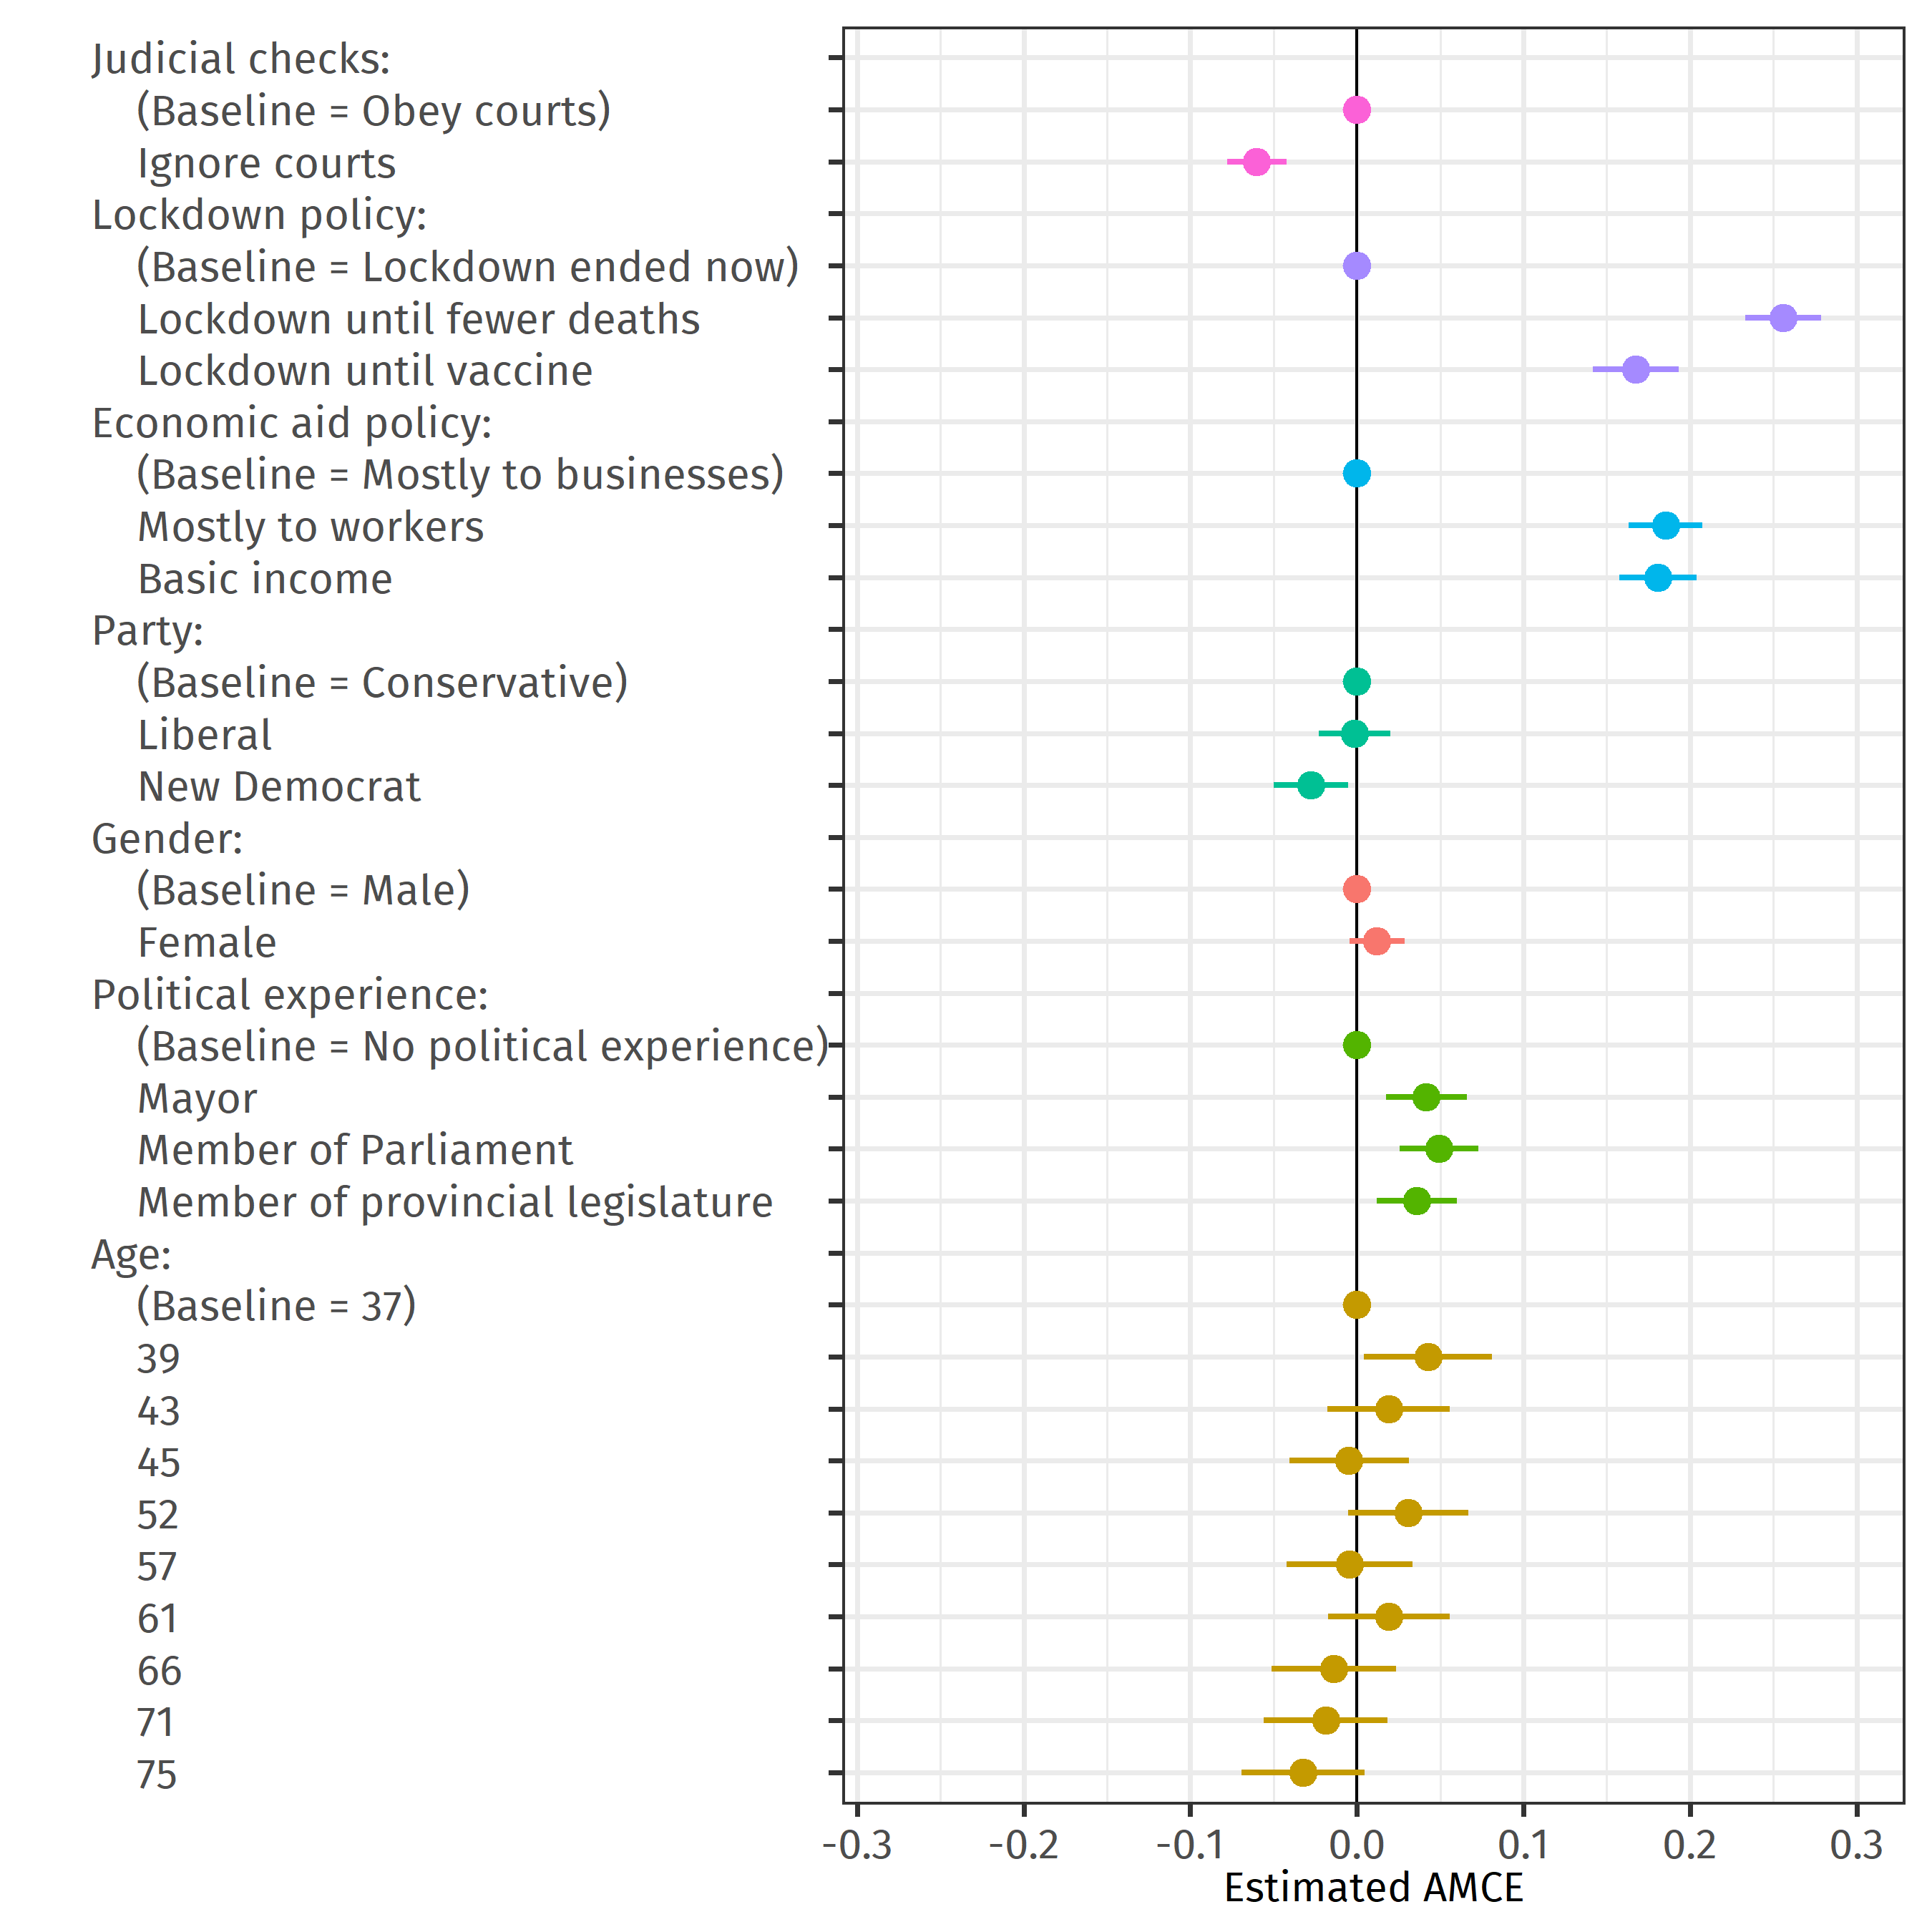 Judicial checks:
(Baseline = Obey courts)
Ignore courts
Lockdown policy:
(Baseline = Lockdown ended now)
Lockdown until fewer deaths
Lockdown until vaccine
Economic aid policy:
(Baseline = Mostly to businesses)
Mostly to workers
Basic income
Party:
(Baseline = Conservative)
Liberal
New Democrat
Gender:
(Baseline = Male)
Female
Political experience:
(Baseline = No political experience)
Mayor
Member of Parliament
Member of provincial legislature
Age:
(Baseline = 37)
39
43
45
52
57
61
66
71
75
-0.3 -0.2 -0.1 0.0 0.1 0.2 0.3
Estimated AMCE